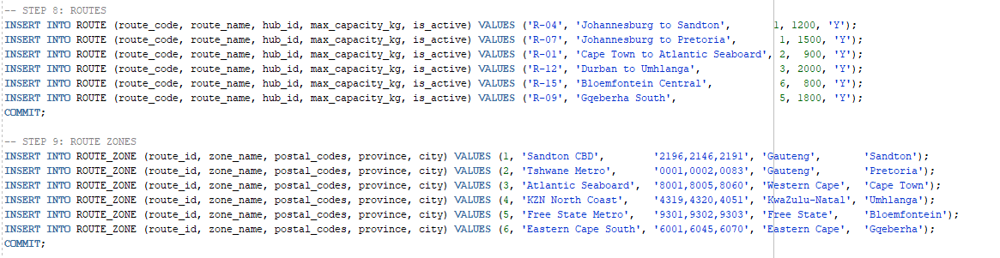 -- STEP 8: ROUTES
INSERT INTO ROUTE (route_code, route_name, hub_id, max_capacity_kg, is_active) VALUES ('R-04', 'Johannesburg to Sandton',       1, 1200, 'Y');
INSERT INTO ROUTE (route_code, route_name, hub_id, max_capacity_kg, is_active) VALUES ('R-07', 'Johannesburg to Pretoria',       1, 1500, 'Y');
INSERT INTO ROUTE (route_code, route_name, hub_id, max_capacity_kg, is_active) VALUES ('R-01', 'Cape Town to Atlantic Seaboard', 2,  900, 'Y');
INSERT INTO ROUTE (route_code, route_name, hub_id, max_capacity_kg, is_active) VALUES ('R-12', 'Durban to Umhlanga',             3, 2000, 'Y');
INSERT INTO ROUTE (route_code, route_name, hub_id, max_capacity_kg, is_active) VALUES ('R-15', 'Bloemfontein Central',           6,  800, 'Y');
INSERT INTO ROUTE (route_code, route_name, hub_id, max_capacity_kg, is_active) VALUES ('R-09', 'Gqeberha South',                 5, 1800, 'Y');
COMMIT;
-- STEP 9: ROUTE ZONES
INSERT INTO ROUTE_ZONE (route_id, zone_name, postal_codes, province, city) VALUES (1, 'Sandton CBD',        '2196,2146,2191', 'Gauteng',       'Sandton');
INSERT INTO ROUTE_ZONE (route_id, zone_name, postal_codes, province, city) VALUES (2, 'Tshwane Metro',      '0001,0002,0083', 'Gauteng',       'Pretoria');
INSERT INTO ROUTE_ZONE (route_id, zone_name, postal_codes, province, city) VALUES (3, 'Atlantic Seaboard',  '8001,8005,8060', 'Western Cape',  'Cape Town');
INSERT INTO ROUTE_ZONE (route_id, zone_name, postal_codes, province, city) VALUES (4, 'KZN North Coast',    '4319,4320,4051', 'KwaZulu-Natal', 'Umhlanga');
INSERT INTO ROUTE_ZONE (route_id, zone_name, postal_codes, province, city) VALUES (5, 'Free State Metro',   '9301,9302,9303', 'Free State',    'Bloemfontein');
INSERT INTO ROUTE_ZONE (route_id, zone_name, postal_codes, province, city) VALUES (6, 'Eastern Cape South', '6001,6045,6070', 'Eastern Cape',  'Gqeberha');
COMMIT;